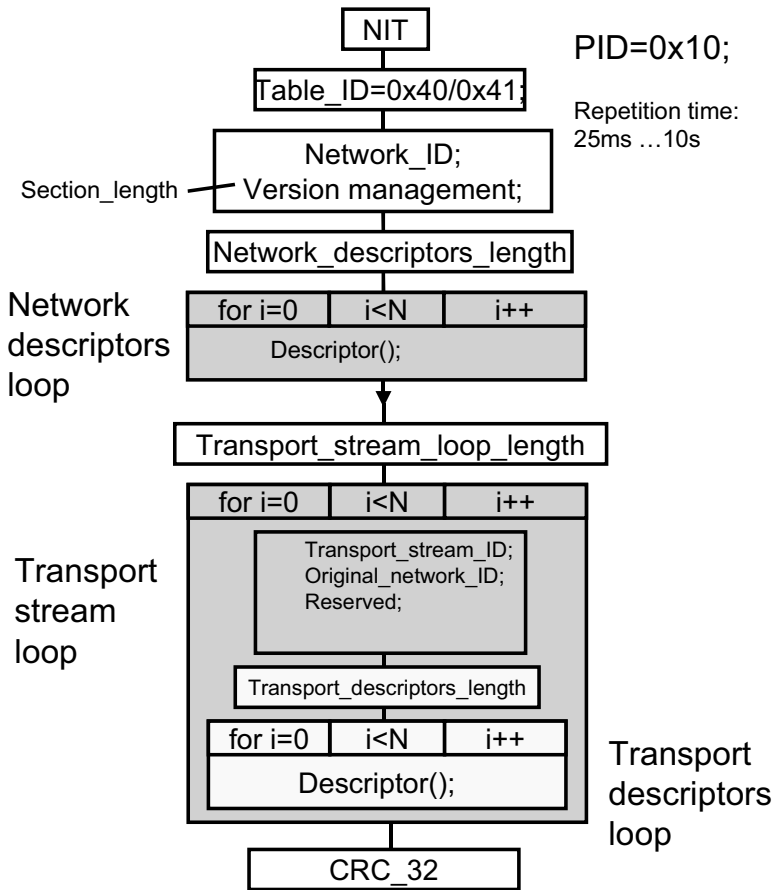 NIT
PID=0x10;
Table_ID=0x40/0x41;
Repetition time:
25ms …10s
Network_ID;
Section_length
Version management;
Network_descriptors_length
Network
descriptors
loop
for i=0 i<N i++
Descriptor();
Transport_stream_loop_length
for i=0 i<N i++
Transport
stream
loop
Transport_stream_ID;
Original_network_ID;
Reserved;
Transport_descriptors_length
for i=0 i<N i++
Descriptor();
Transport
descriptors
loop
CRC_32